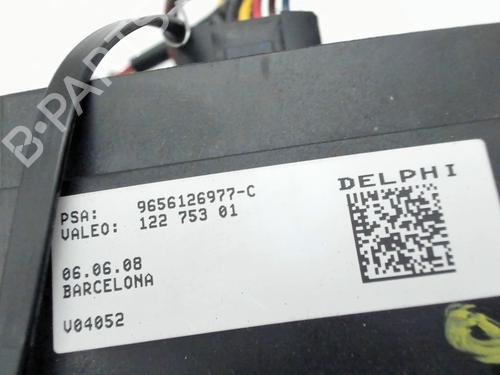 B-PARTS
DELPHI
PSA: 9656126977-C
VALEO: 122 753 01
06.06.08
BARCELONA
V04052